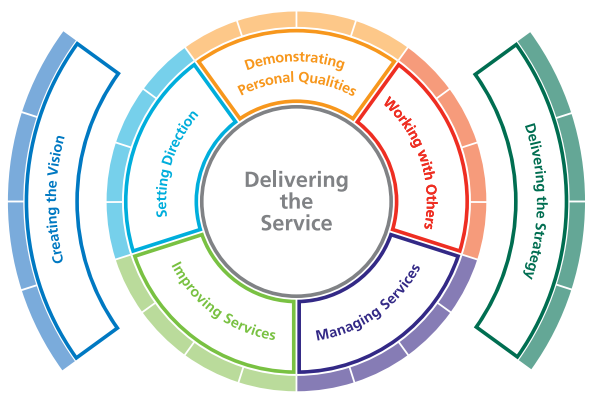 Demonstrating
Personal Qualities
Working with Others
Managing Services
Improving Services
Setting Direction
Delivering
the
Service
Creating the Vision
Delivering the Strategy